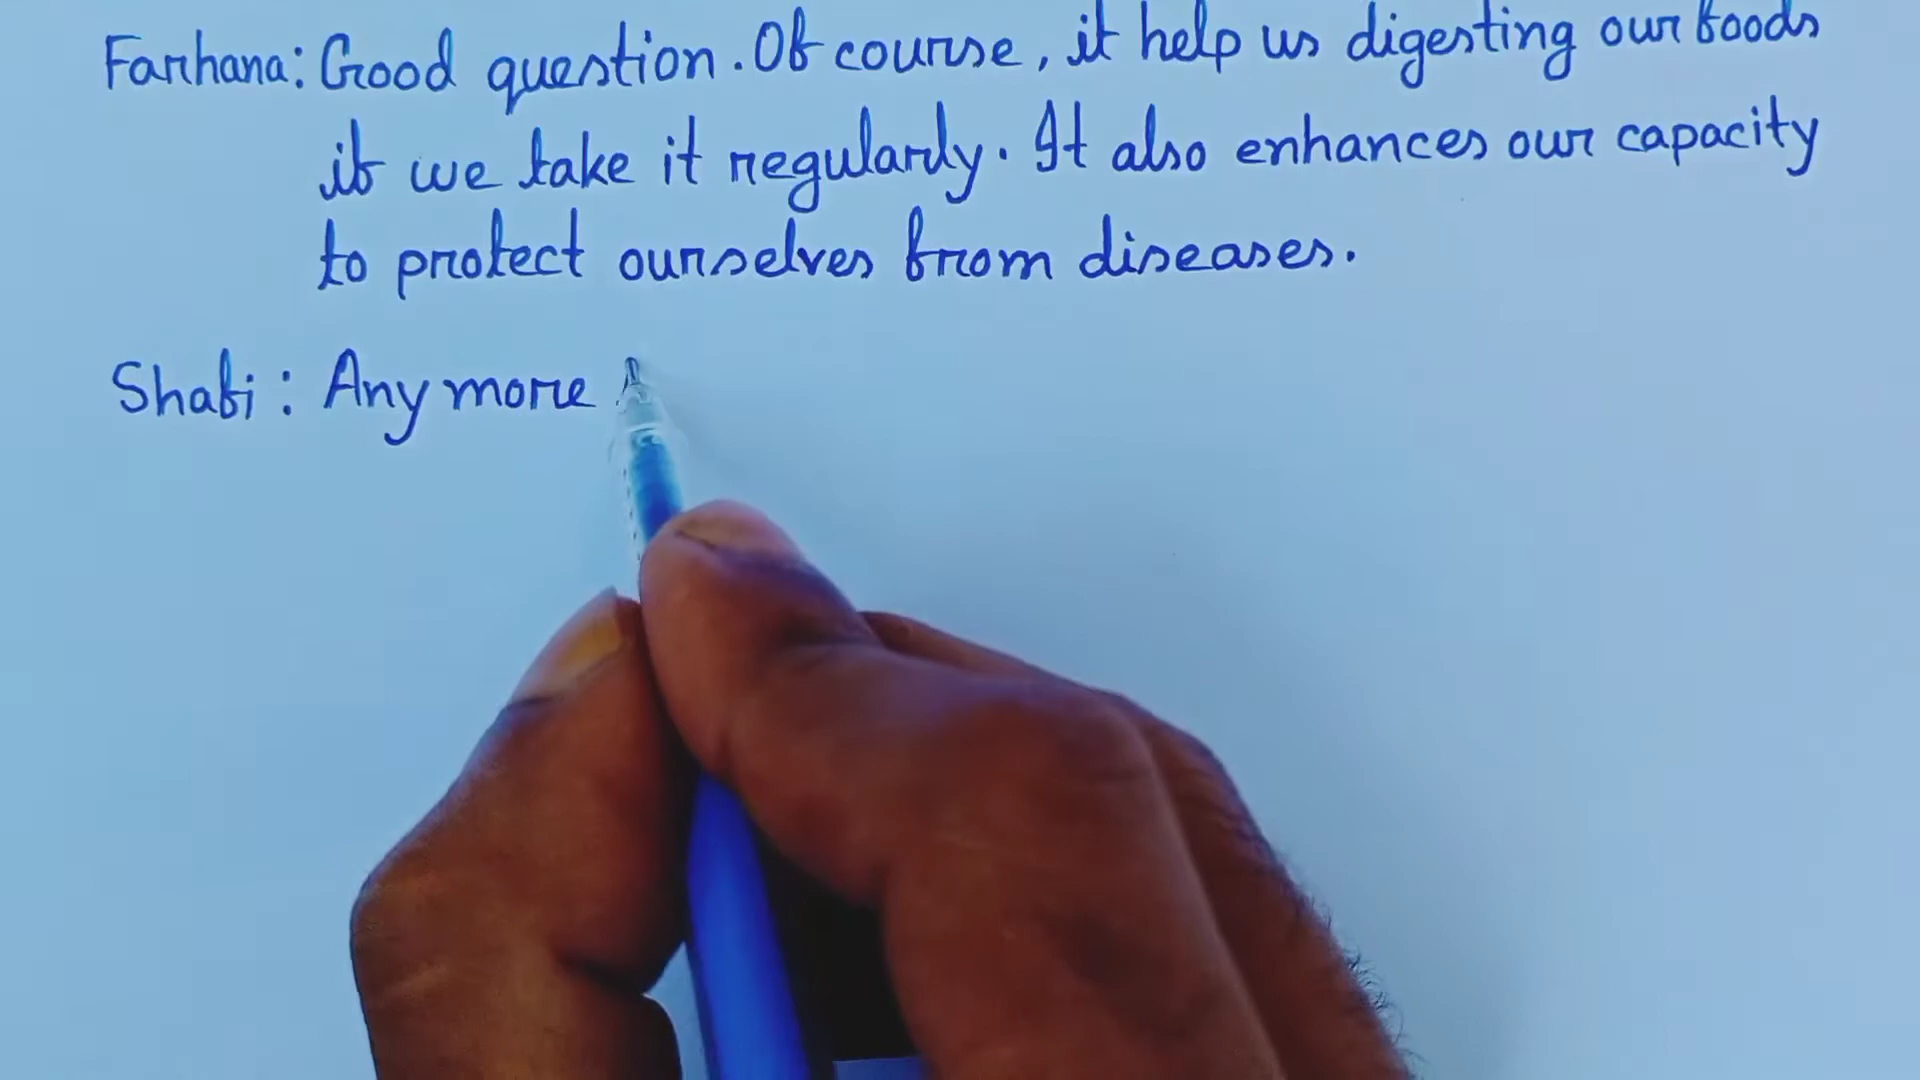 Farhana: Good question. Of course, it help us digesting our foods
if we take it regularly. It also enhances our capacity
to protect ourselves from diseases.
Shafi: Any more